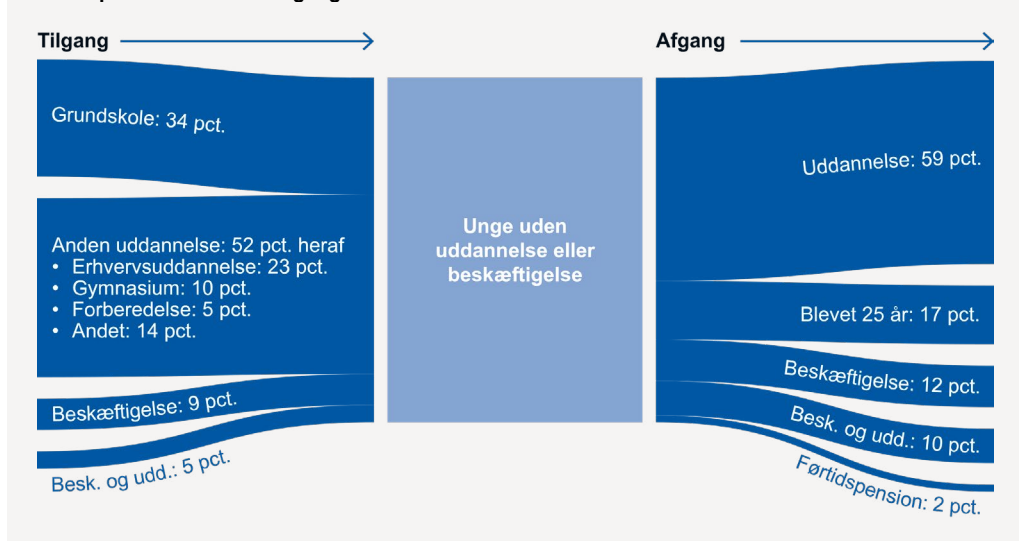 Tilgang
Afgang
Grundskole: 34 pct.
Anden uddannelse: 52 pct. heraf
• Erhvervsuddannelse: 23 pct.
• Gymnasium: 10 pct.
• Forberedelse: 5 pct.
• Andet: 14 pct.
Beskæftigelse: 9 pct.
Besk. og udd.: 5 pct.
Unge uden
uddannelse eller
beskæftigelse
Uddannelse: 59 pct.
Blevet 25 år: 17 pct.
Beskæftigelse: 12 pct.
Besk. og udd.: 10 pct.
Førtidspension: 2 pct.